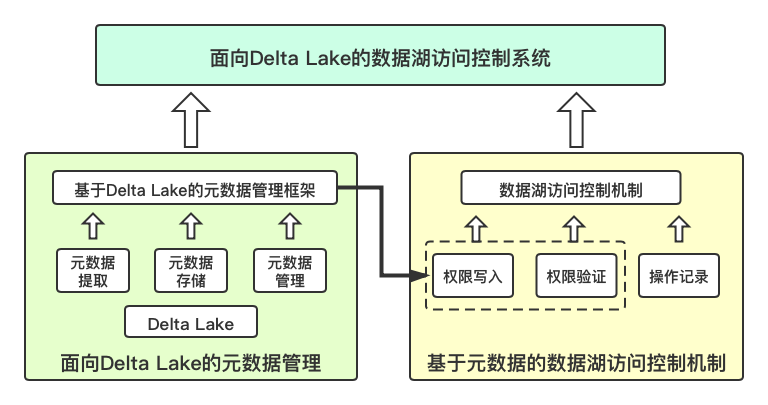 面向Delta Lake的数据湖访问控制系统
基于Delta Lake的元数据管理框架
元数据
提取
元数据
存储
元数据
管理
Delta Lake
面向Delta Lake的元数据管理
数据湖访问控制机制
权限写入
权限验证
操作记录
基于元数据的数据湖访问控制机制